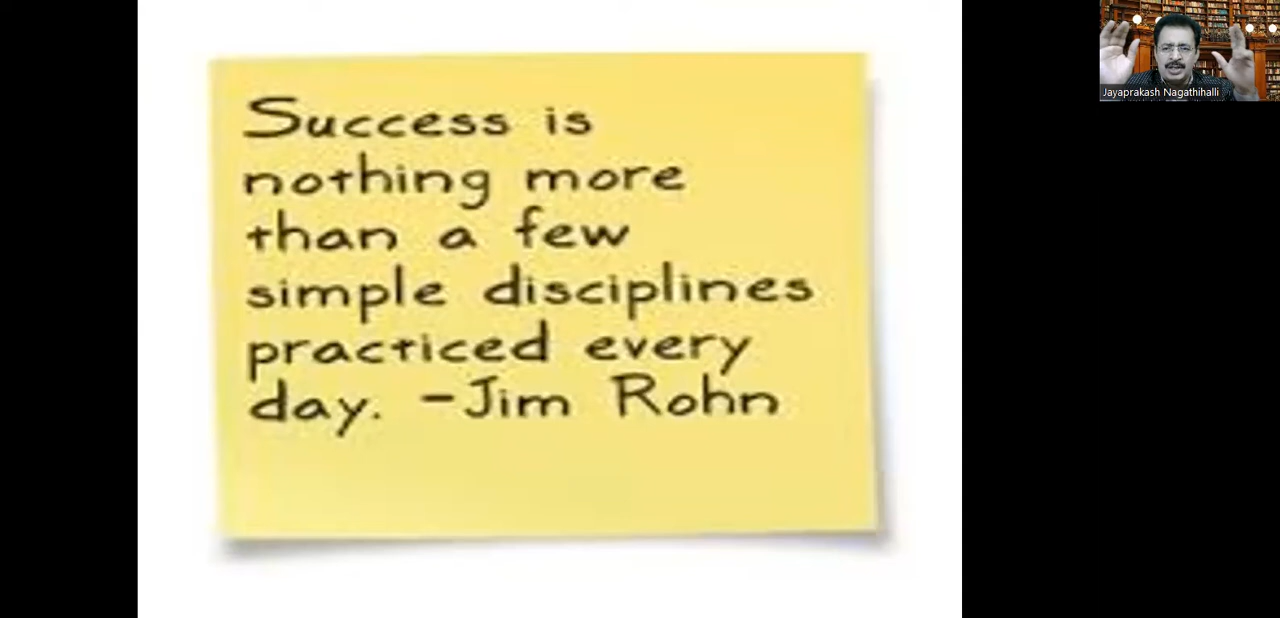 Success is
nothing more
than a few
simple disciplines
practiced every
day. -Jim Rohn
Jayaprakash Nagathihalli